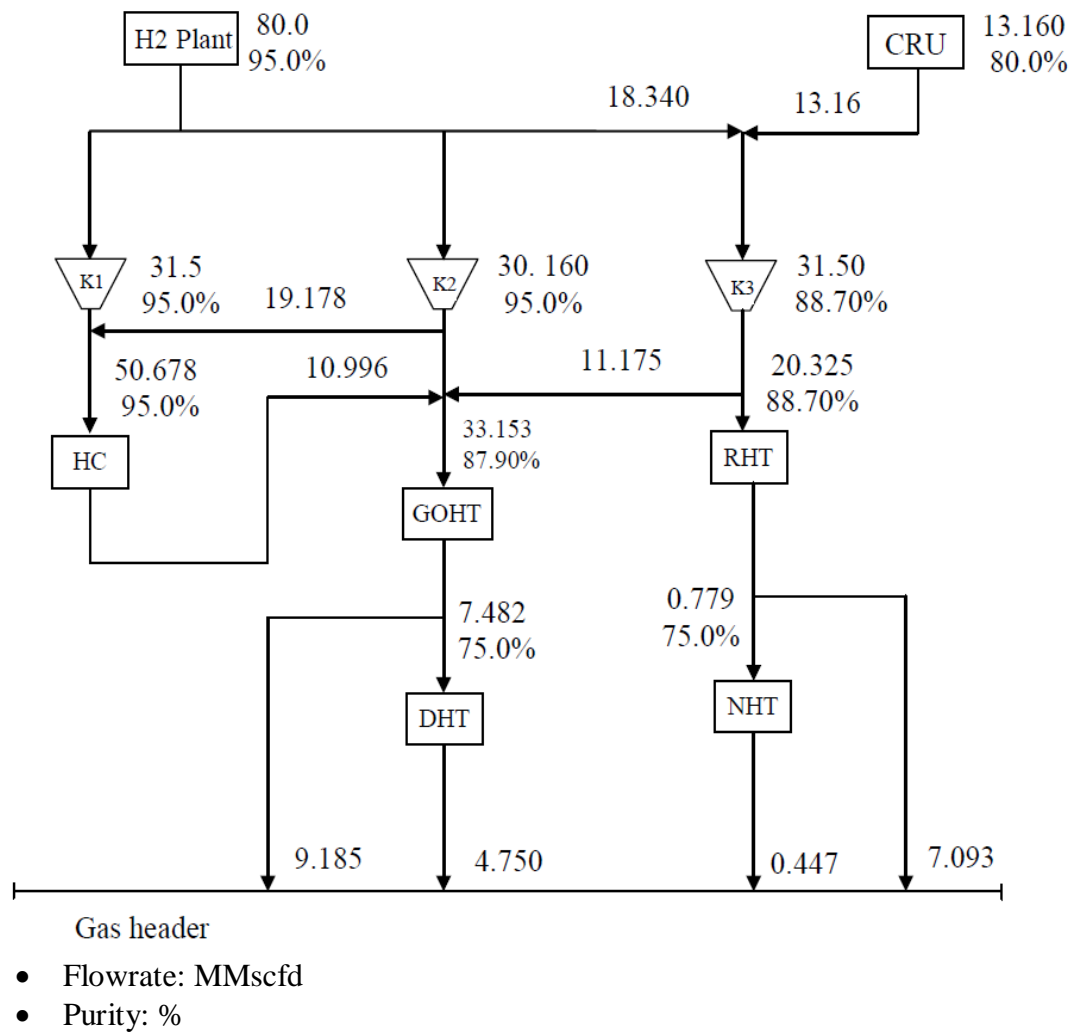 H2 Plant
80.0
95.0%
CRU
13.160
80.0%
18.340
13.16
K1
31.5
95.0%
19.178
K2
30. 160
95.0%
K3
31.50
88.70%
50.678
95.0%
10.996
11.175
20.325
88.70%
HC
33.153
87.90%
RHT
GOHT
7.482
75.0%
0.779
75.0%
DHT
NHT
9.185
4.750
0.447
7.093
Gas header
• Flowrate: MMscfd
• Purity: %